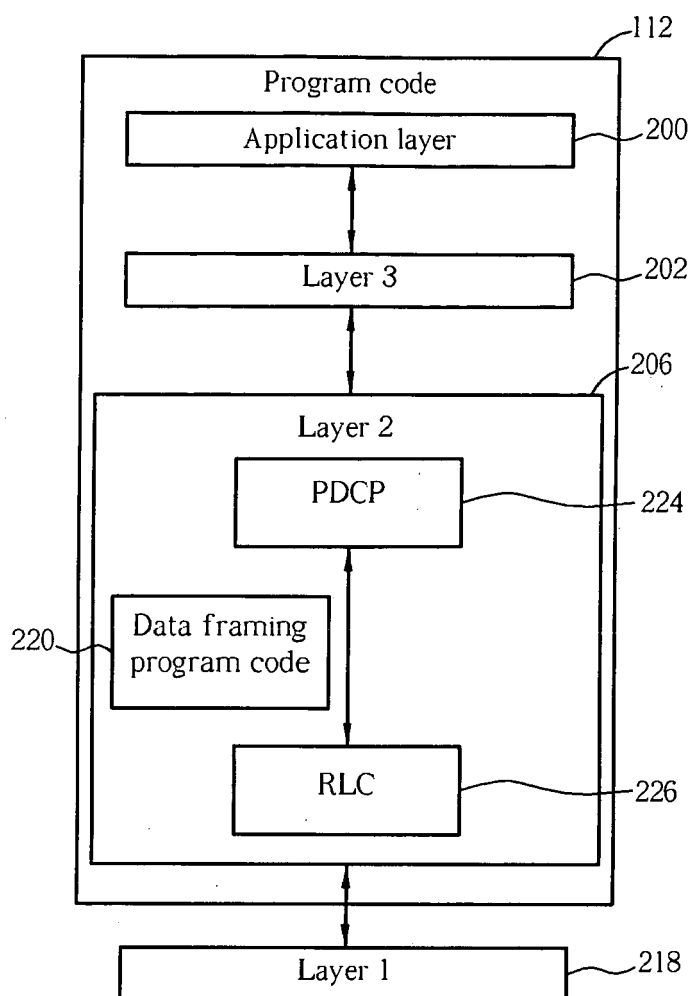 112
Program code
Application layer
200
Layer 3
202
206
Layer 2
PDCP
224
220
Data framing
program code
RLC
226
Layer 1
218